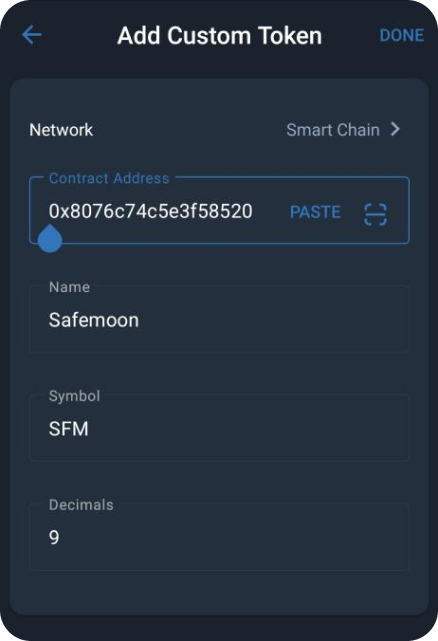 Add Custom Token DONE
Network Smart Chain
Contract Address
0x8076c74c5e3f58520 PASTE
Name
Safemoon
Symbol
SFM
Decimals
9